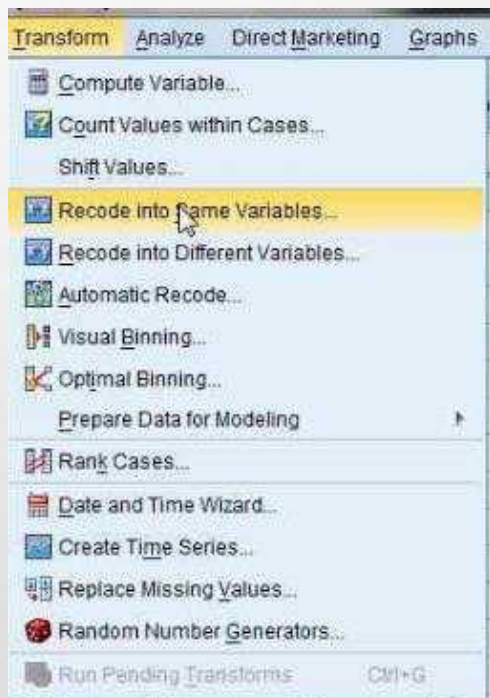 Transform Analyze Direct Marketing Graphs
Compute Variable...
Count Values within Cases...
Shift Values...
Recode into Same Variables...
Recode into Different Variables...
Automatic Recode...
Visual Binning...
Optimal Binning...
Prepare Data for Modeling
Rank Cases...
Date and Time Wizard...
Create Time Series...
Replace Missing Values...
Random Number Generators...
Run Pending Transforms Ctrl+G